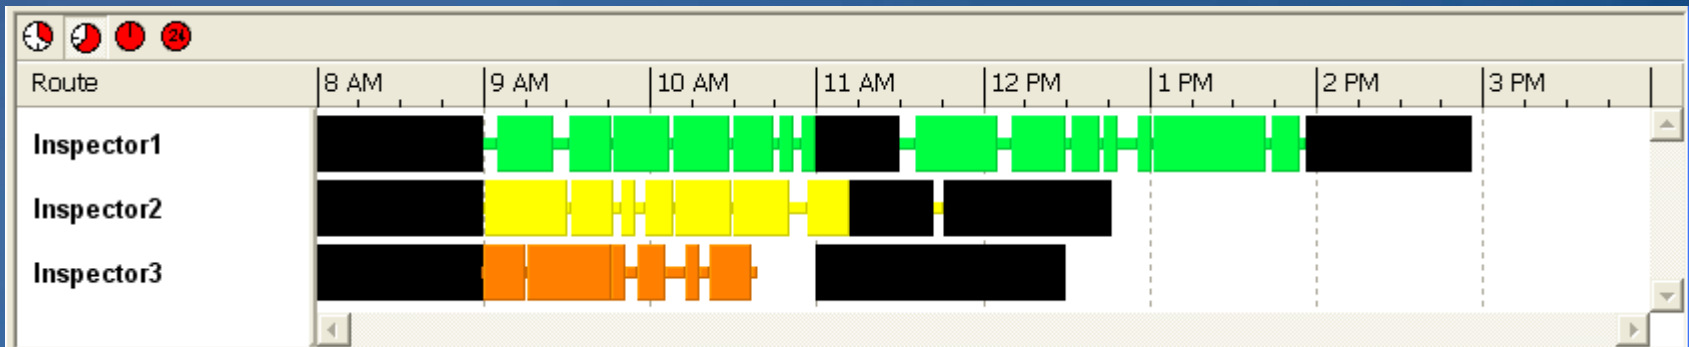 24
Route 8 AM 9 AM 10 AM 11 AM 12 PM 1 PM 2 PM 3 PM
Inspector1
Inspector2
Inspector3